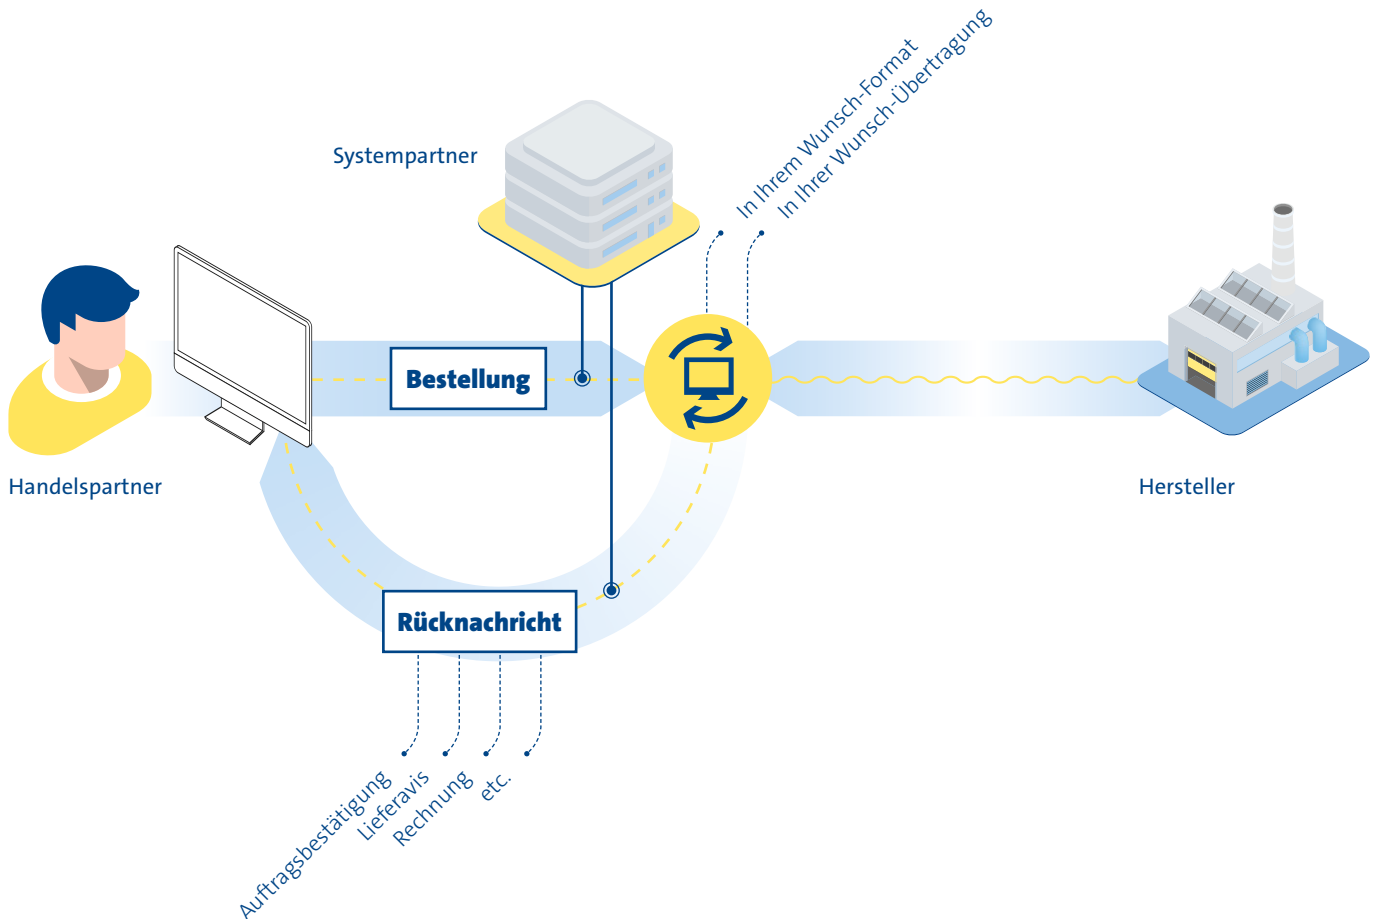 In Ihrem Wunsch-Format
In Ihrer Wunsch-Übertragung
Systempartner
Bestellung
Handelspartner
Hersteller
Rücknachricht
Auftragsbestätigung
Lieferavis
Rechnung
etc.